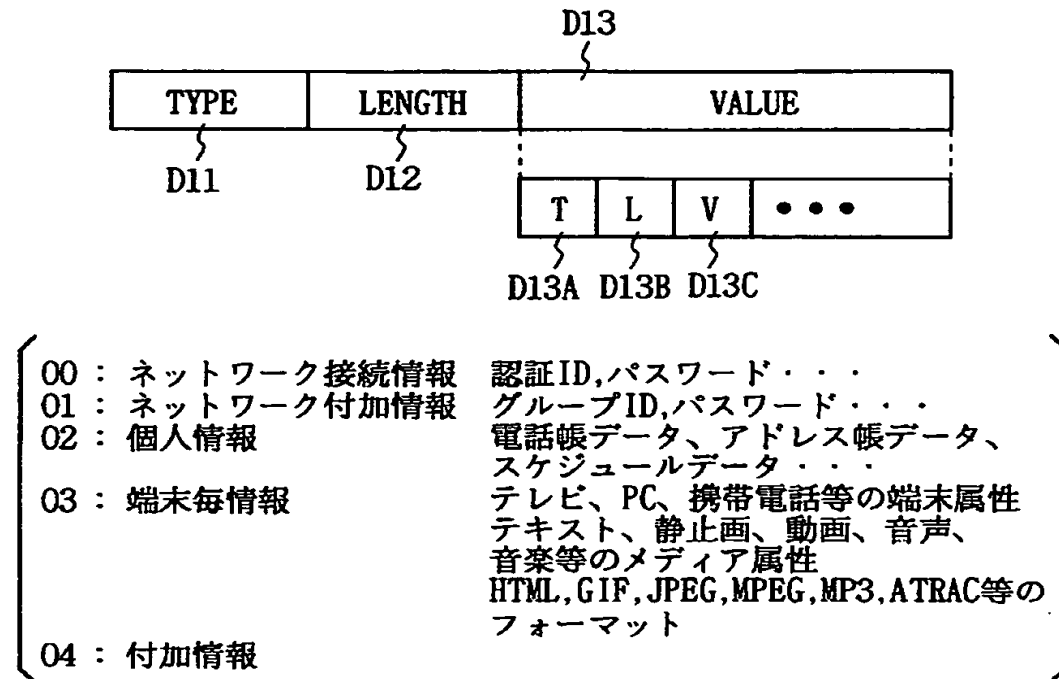 D13
TYPE LENGTH VALUE
D11 D12
T L V •••
D13A D13B D13C
00 : ネットワーク接続情報 認証ID,パスワード・・・
01 : ネットワーク付加情報 グループID,パスワード・・・
02 : 個人情報 電話帳データ、アドレス帳データ、
スケジュールデータ・・・
03 : 端末毎情報 テレビ、PC、携帯電話等の端末属性
テキスト、静止画、動画、音声、
音楽等のメディア属性
HTML,GIF,JPEG,MPEG,MP3,ATRAC等の
フォーマット
04 : 付加情報